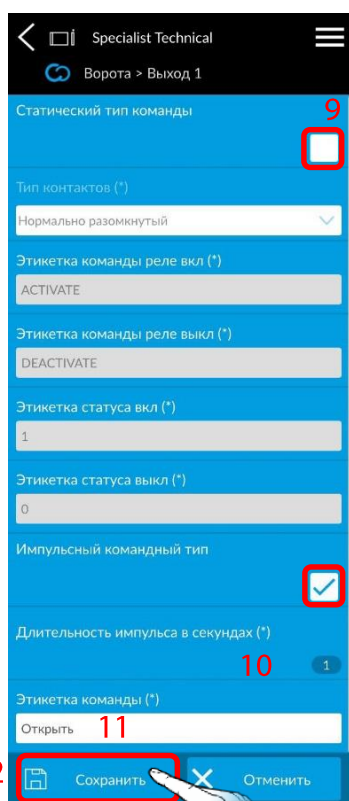 Specialist Technical
Ворота > Выход 1
Статический тип команды
9
Тип контактов (*)
Нормально разомкнутый
Этикетка команды реле вкл (*)
ACTIVATE
Этикетка команды реле выкл (*)
DEACTIVATE
Этикетка статуса вкл (*)
1
Этикетка статуса выкл (*)
0
Импульсный командный тип
Длительность импульса в секундах (*)
10
1
Этикетка команды (*)
Открыть
11
2
Сохранить
Отменить